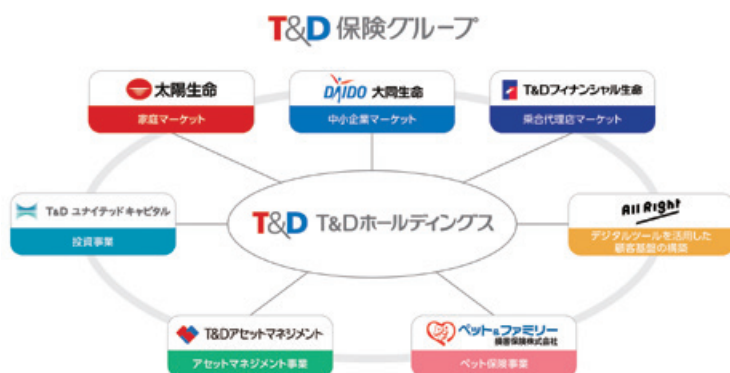 T&D 保険グループ
太陽生命
家庭マーケット
DAIDO 大同生命
中小企業マーケット
T&Dフィナンシャル生命
乗合代理店マーケット
T&D ユナイテッドキャピタル
投資事業
T&D T&Dホールディングス
All Right
デジタルツールを活用した
顧客基盤の構築
T&Dアセットマネジメント
アセットマネジメント事業
ペット&ファミリー
損害保険株式会社
ペット保険事業